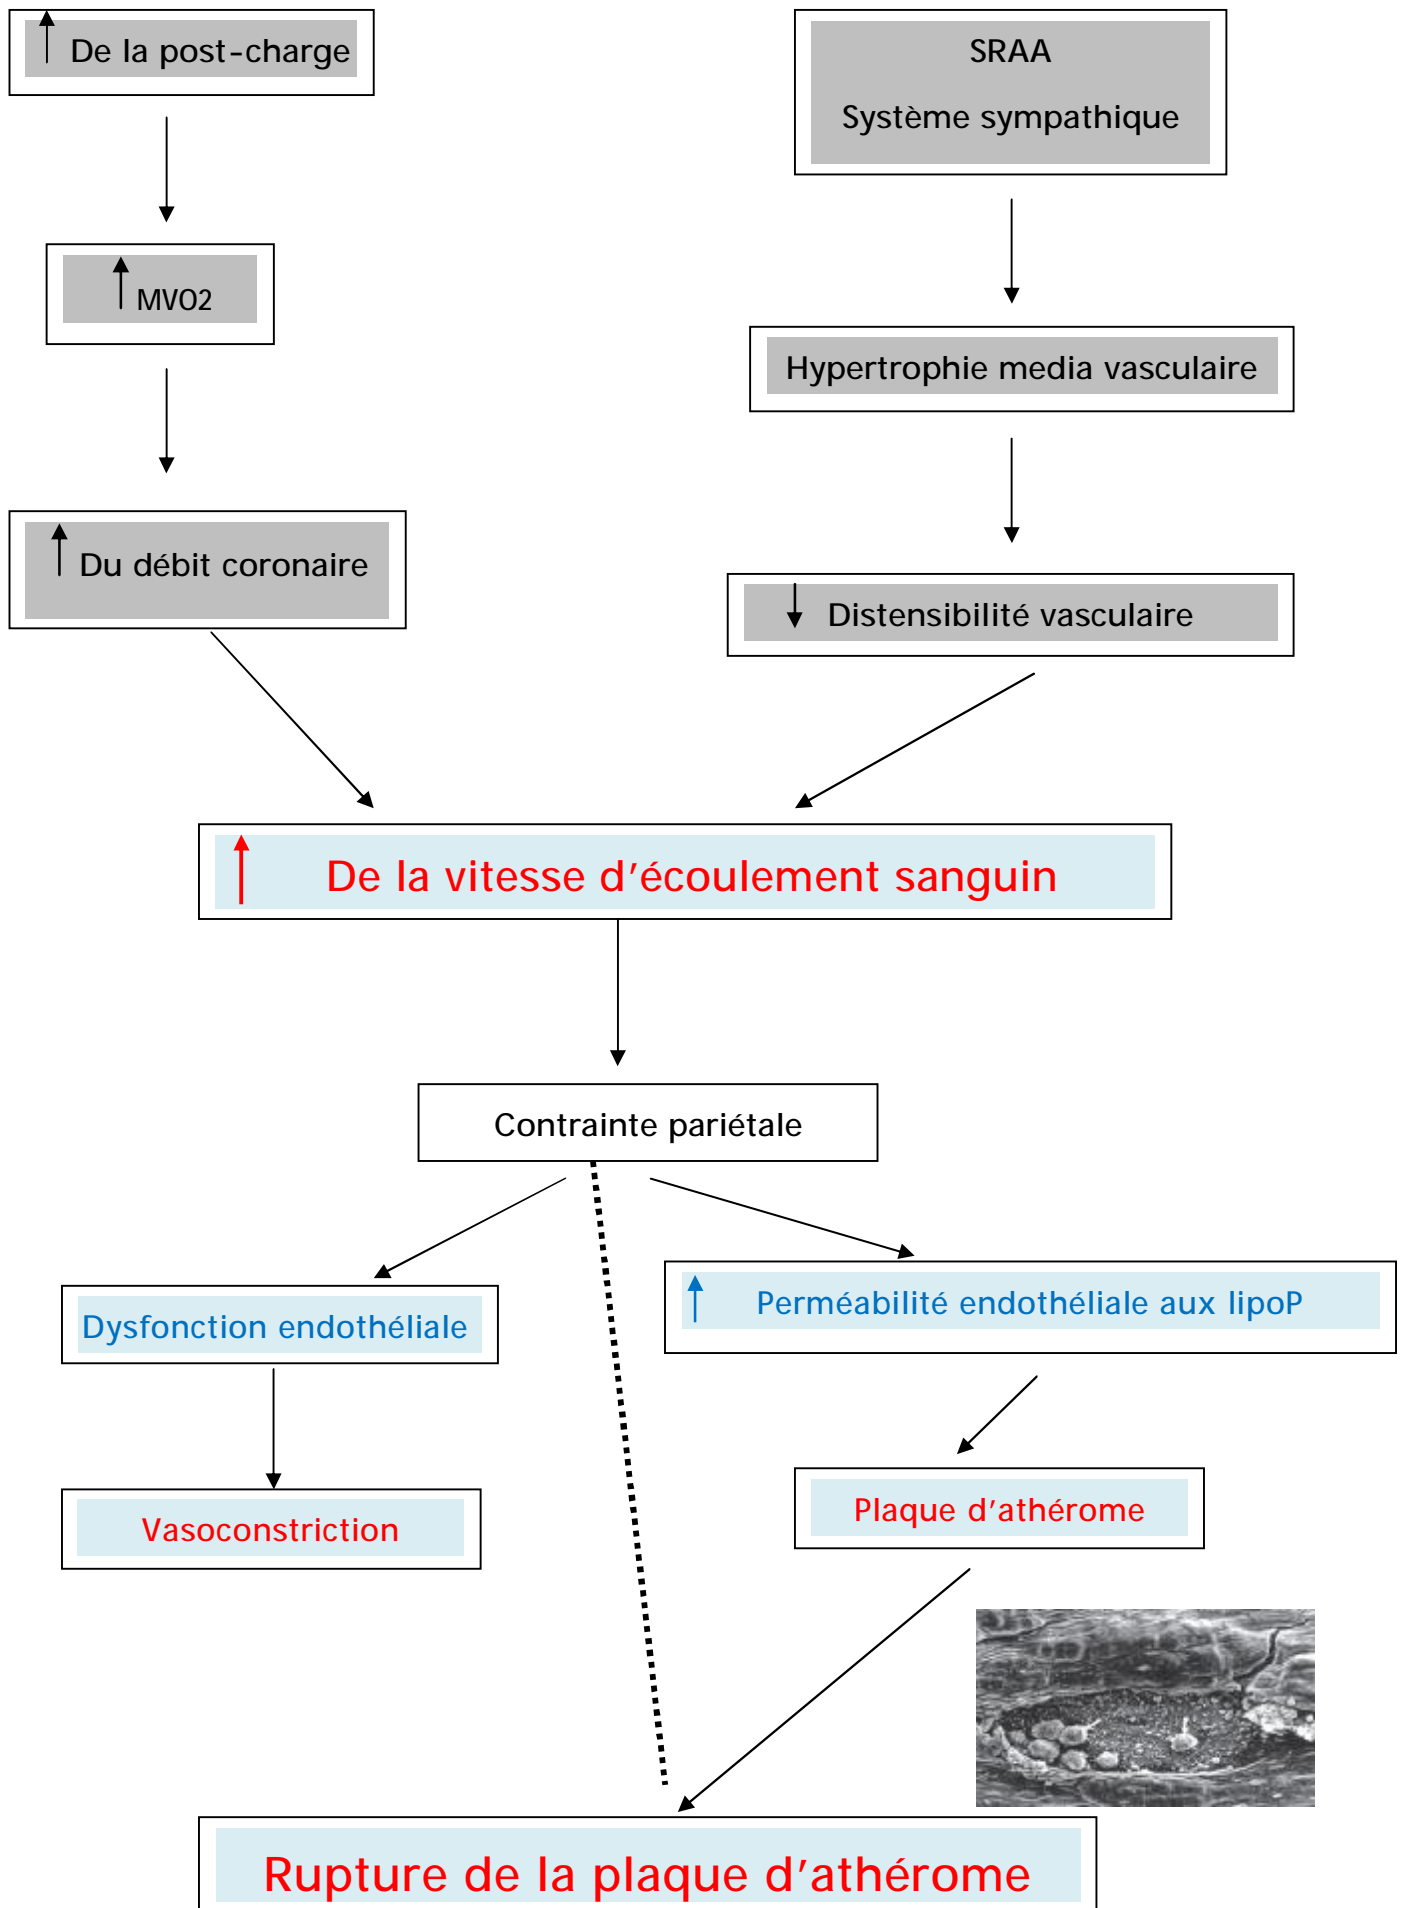 De la post-charge
SRAA
Système sympathique
MVO2
Hypertrophie media vasculaire
Du débit coronaire
Distensibilité vasculaire
De la vitesse d’écoulement sanguin
Contrainte pariétale
Dysfonction endothéliale
Perméabilité endothéliale aux lipoP
Vasoconstriction
Plaque d’athérome
Rupture de la plaque d’athérome